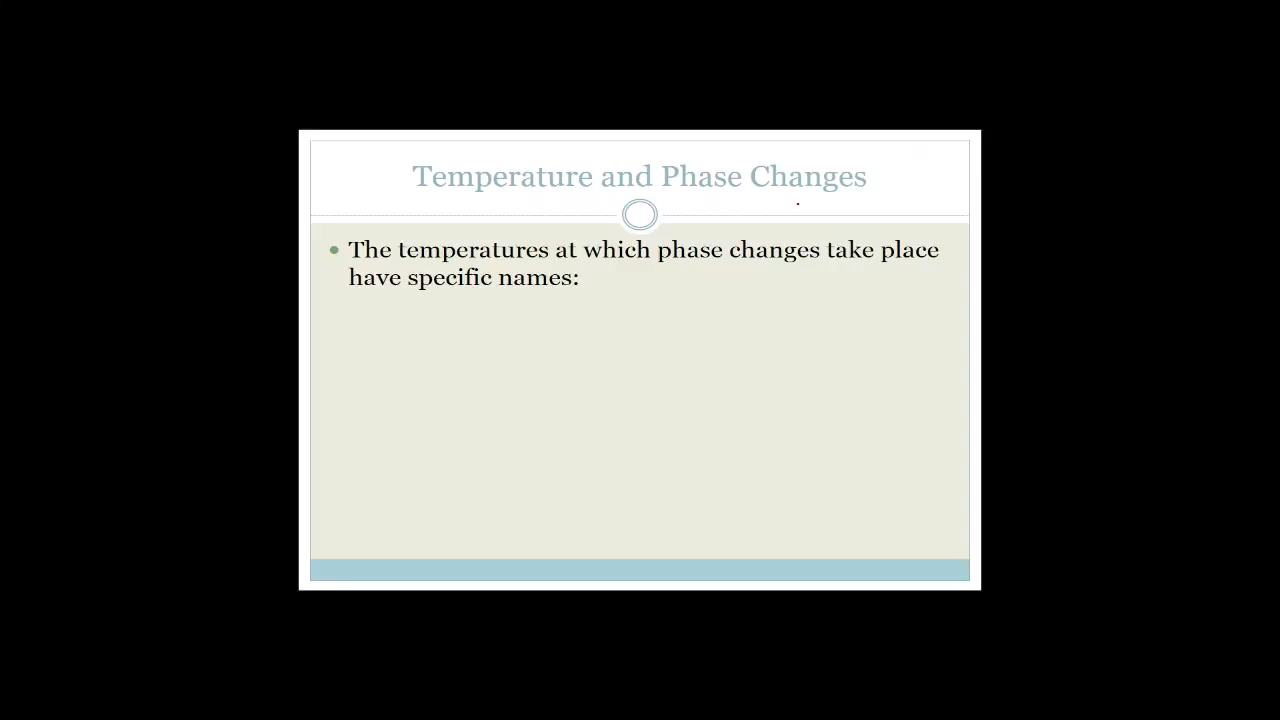 Temperature and Phase Changes
The temperatures at which phase changes take place
have specific names: